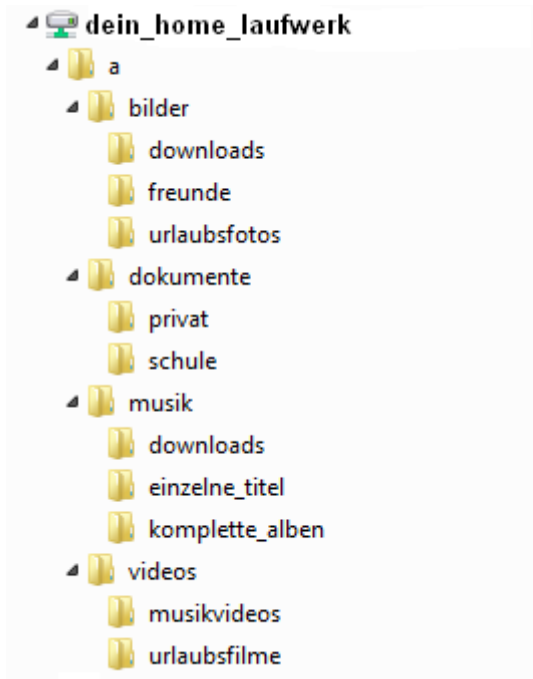 dein_home_laufwerk
a
bilder
downloads
freunde
urlaubsfotos
dokumente
privat
schule
musik
downloads
einzelne_titel
komplette_alben
videos
musikvideos
urlaubsfilme